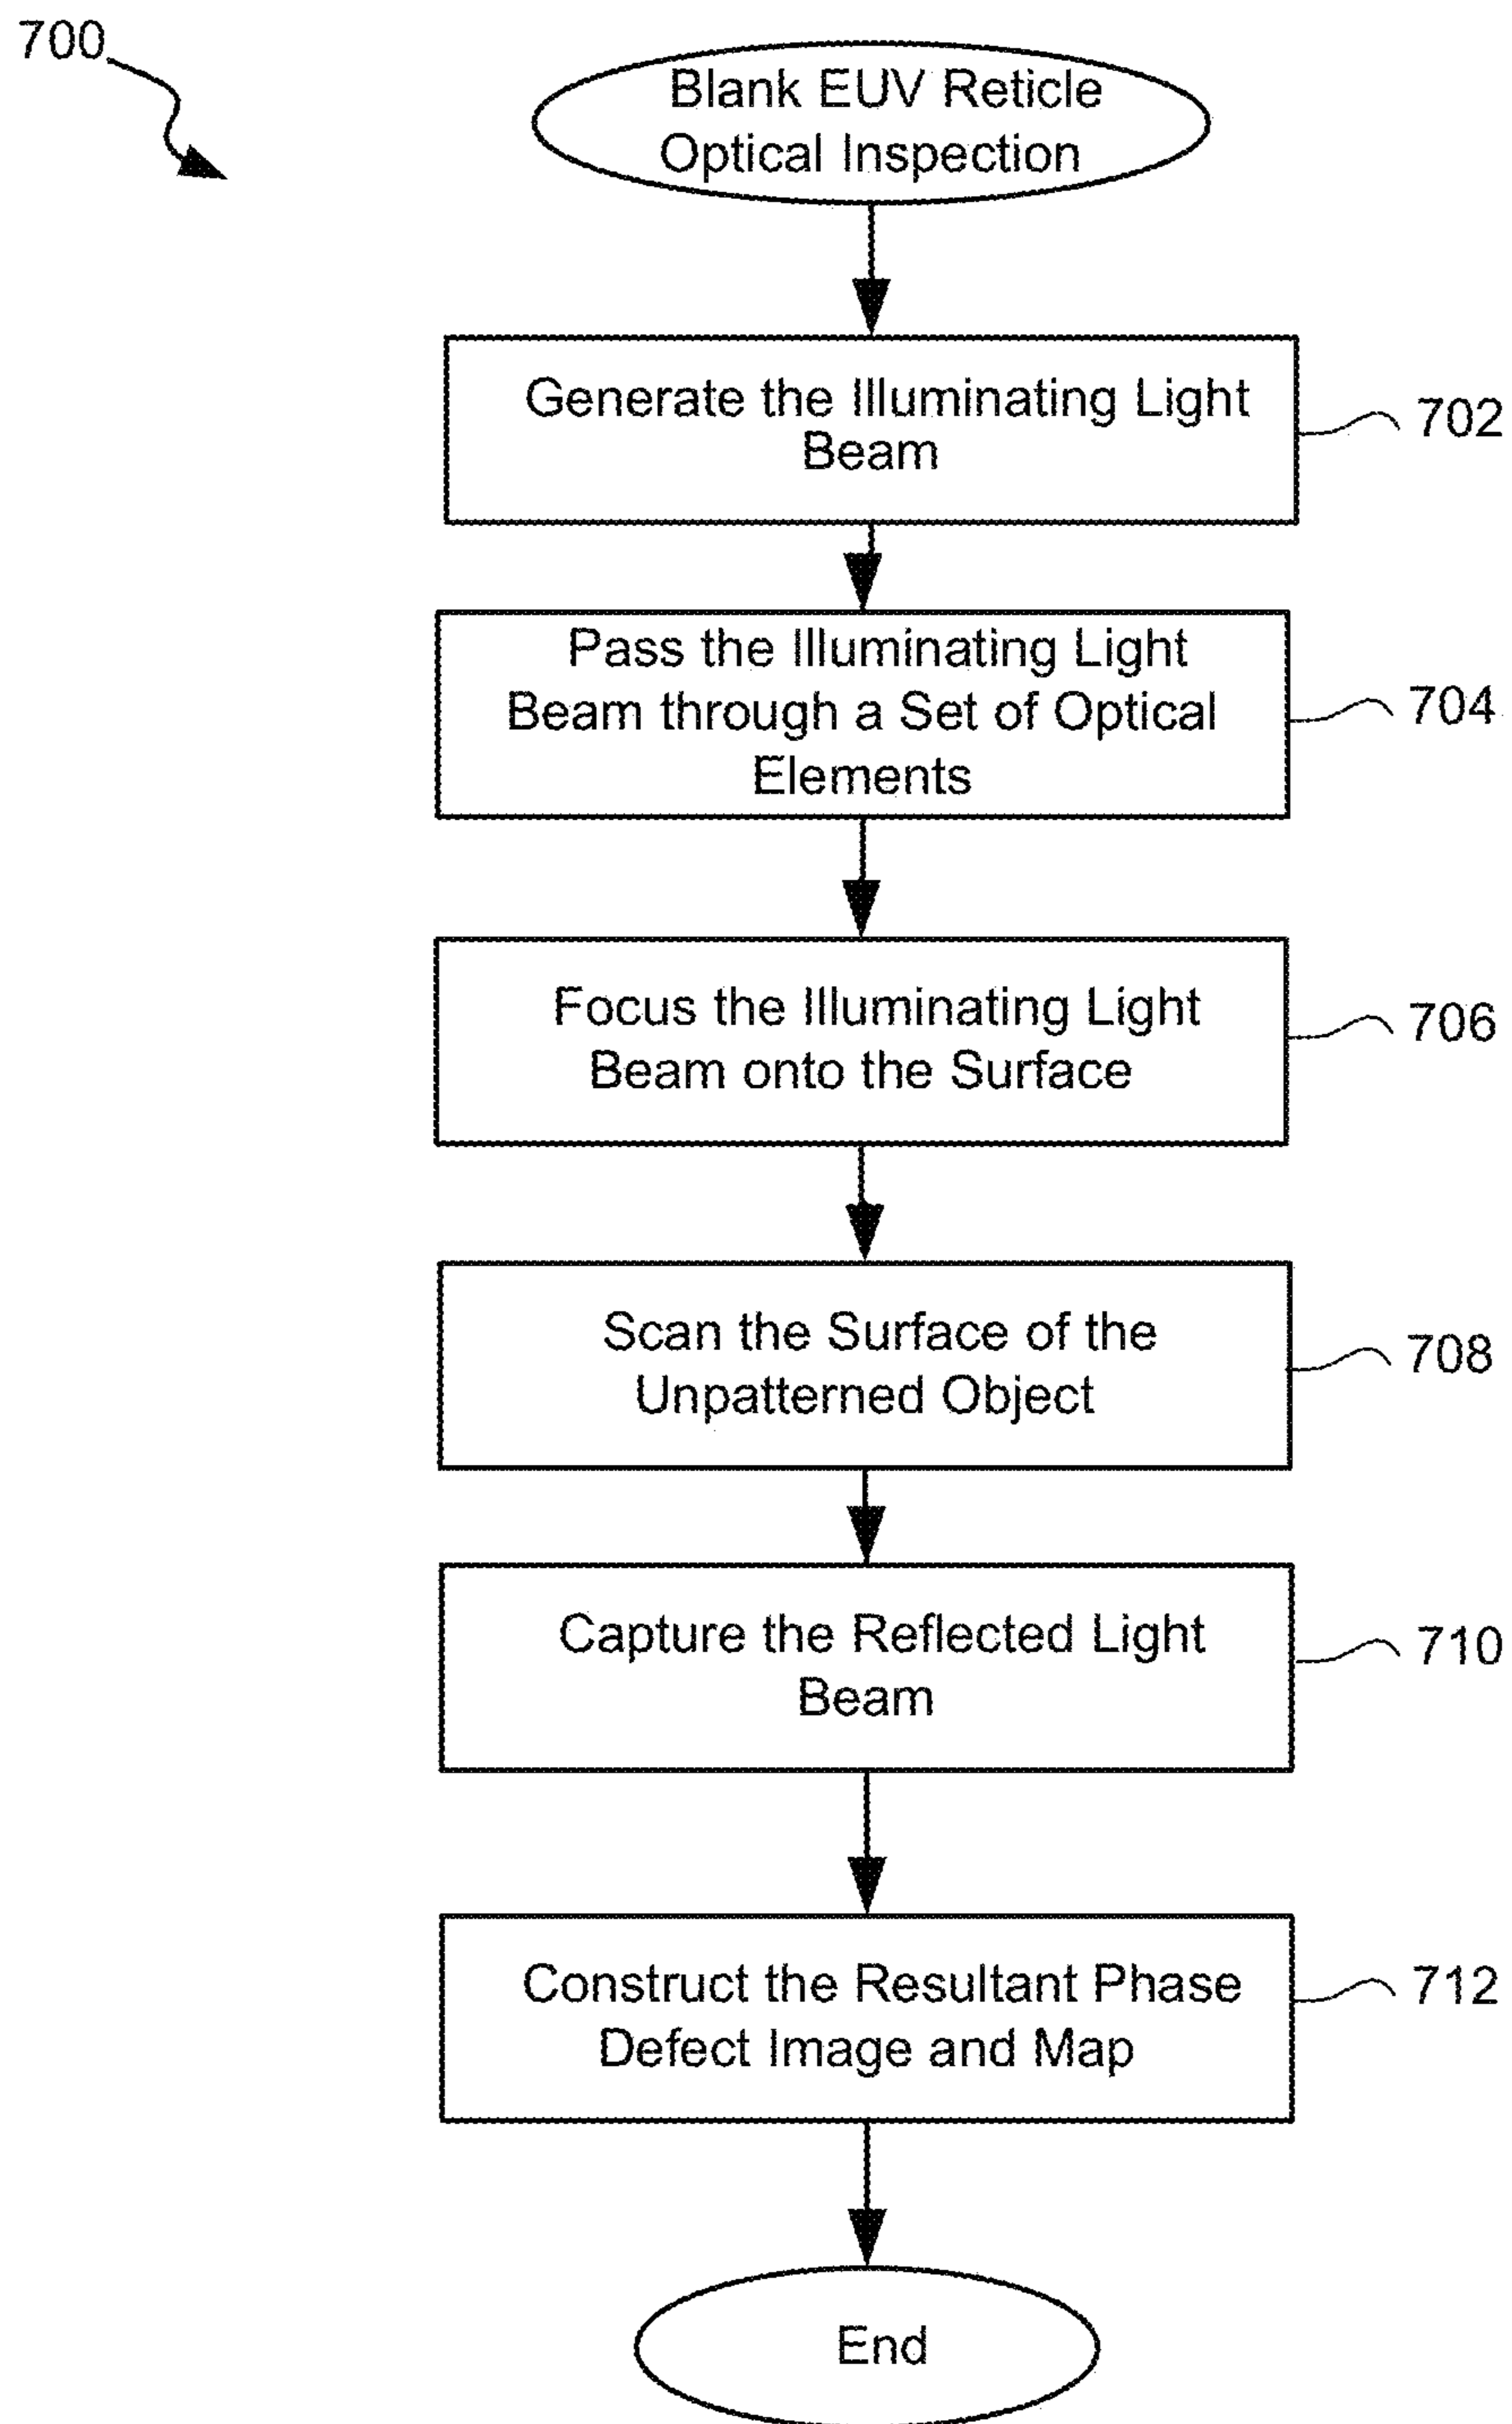 700
Blank EUV Reticle
Optical Inspection
Generate the Illuminating Light
Beam
702
Pass the Illuminating Light
Beam through a Set of Optical
Elements
704
Focus the Illuminating Light
Beam onto the Surface
706
Scan the Surface of the
Unpatterned Object
708
Capture the Reflected Light
Beam
710
Construct the Resultant Phase
Defect Image and Map
712
End